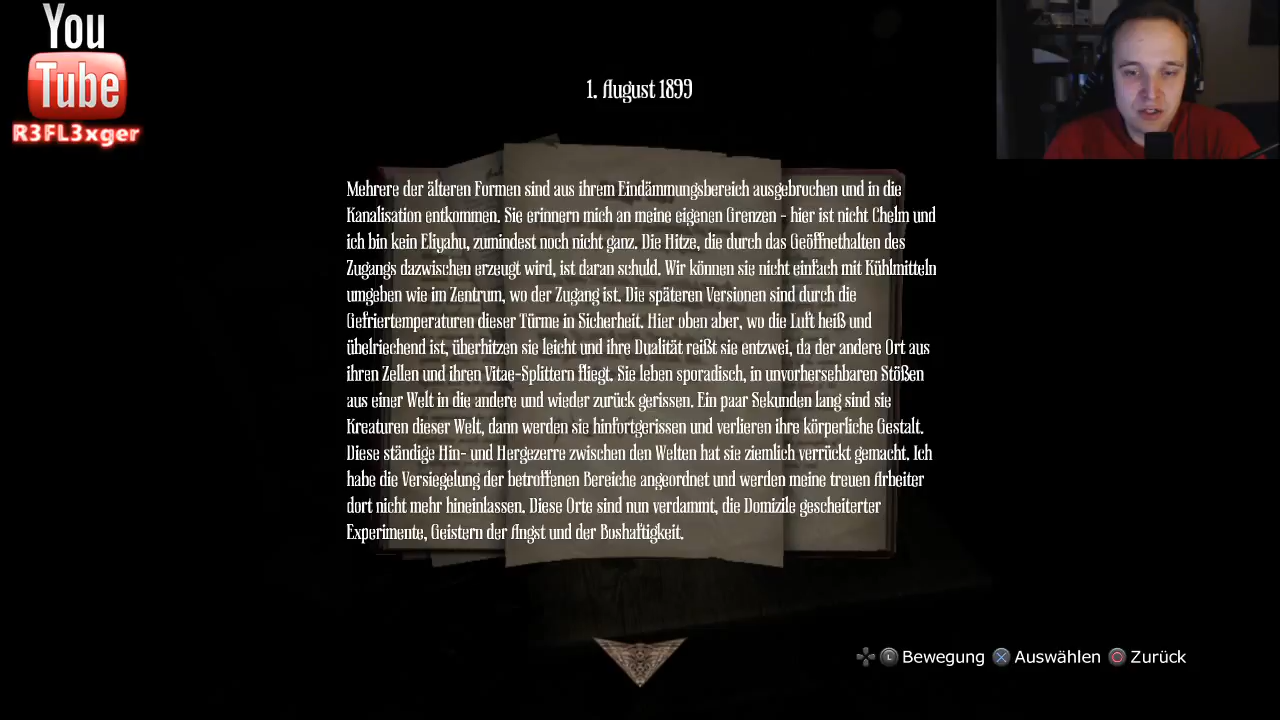 You
Tube
R3FL3xger
1. August 1899
Mehrere der älteren Formen sind aus ihrem Eindämmungsbereich ausgebrochen und in die
Kanalisation entkommen. Sie erinnern mich an meine eigenen Grenzen - hier ist nicht Chelm und
ich bin kein Eliyahu, zumindest noch nicht ganz. Die Hitze, die durch das Geöffnethalten des
Zugangs dazwischen erzeugt wird, ist daran schuld. Wir können sie nicht einfach mit Kühlmitteln
umgeben wie im Zentrum, wo der Zugang ist. Die späteren Versionen sind durch die
Gefriertemperaturen dieser Türme in Sicherheit. Hier oben aber, wo die Luft heiß und
übelriechend ist, überhitzen sie leicht und ihre Dualität reißt sie entzwei, da der andere Ort aus
ihren Zellen und ihren Vitae-Splittern fliegt. Sie leben sporadisch, in unvorhersehbaren Stößen
aus einer Welt in die andere und wieder zurück gerissen. Ein paar Sekunden lang sind sie
Kreaturen dieser Welt, dann werden sie hinfortgerissen und verlieren ihre körperliche Gestalt.
Diese ständige Hin- und Hergezerre zwischen den Welten hat sie ziemlich verrückt gemacht. Ich
habe die Versiegelung der betroffenen Bereiche angeordnet und werden meine treuen Arbeiter
dort nicht mehr hineinlassen. Diese Orte sind nun verdammt, die Domizile gescheiterter
Experimente, Geistern der Angst und der Boshaftigkeit.
L Bewegung Auswählen Zurück